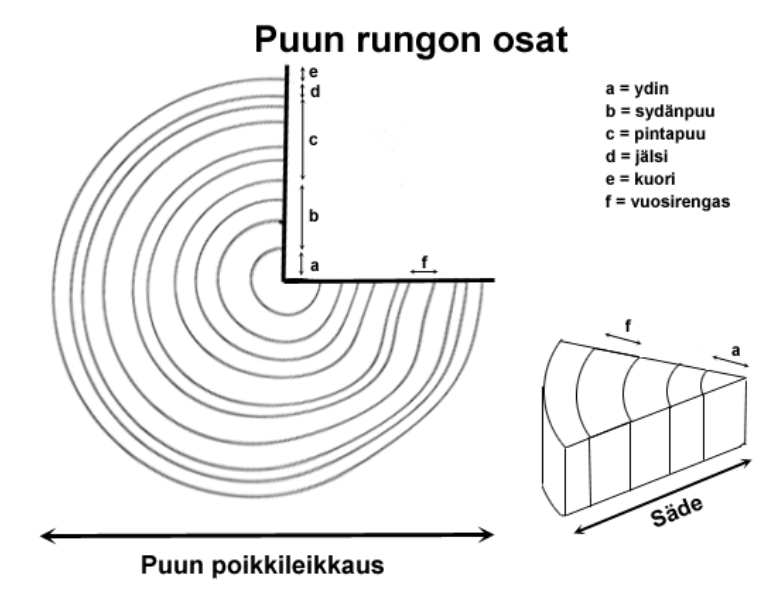 Puun rungon osat
e
d
c
b
a
f
a = ydin
b = sydänpuu
c = pintapuu
d = jälsi
e = kuori
f = vuosirengas
f
a
Säde
Puun poikkileikkaus